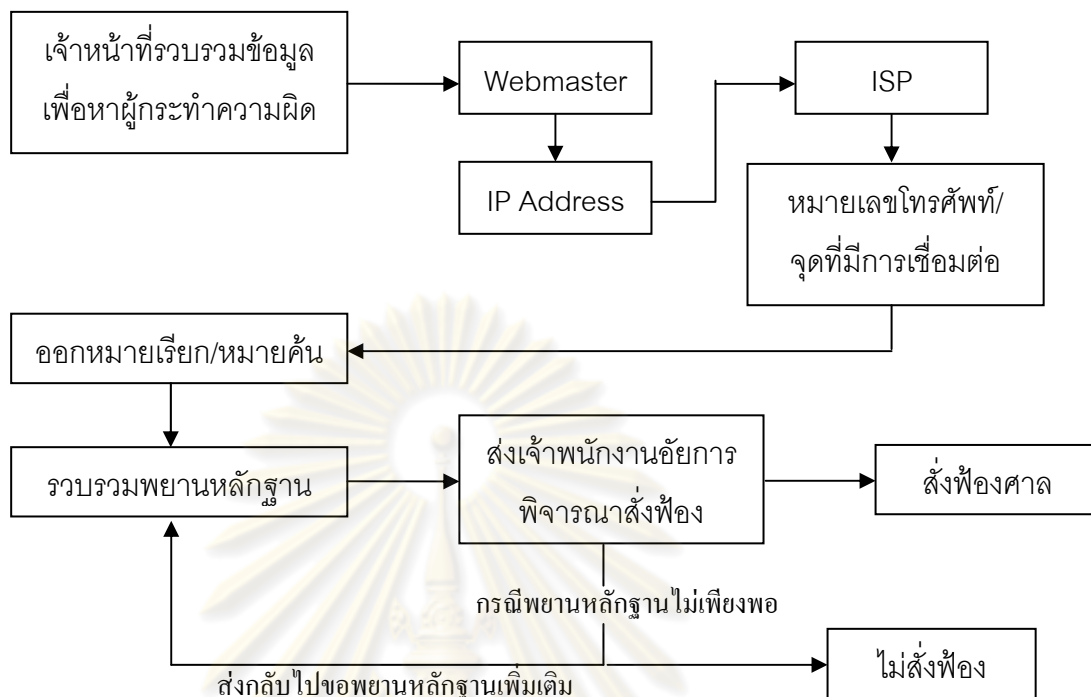 เจ้าหน้าที่รวบรวมข้อมูล
เพื่อหาผู้กระทำความผิด
Webmaster
IP Address
ISP
หมายเลขโทรศัพท์/
จุดที่มีการเชื่อมต่อ
ออกหมายเรียก/หมายค้น
รวบรวมพยานหลักฐาน
ส่งเจ้าพนักงานอัยการ
พิจารณาสั่งฟ้อง
สั่งฟ้องศาล
กรณีพยานหลักฐานไม่เพียงพอ
ไม่สั่งฟ้อง
ส่งกลับไปขอพยานหลักฐานเพิ่มเติม